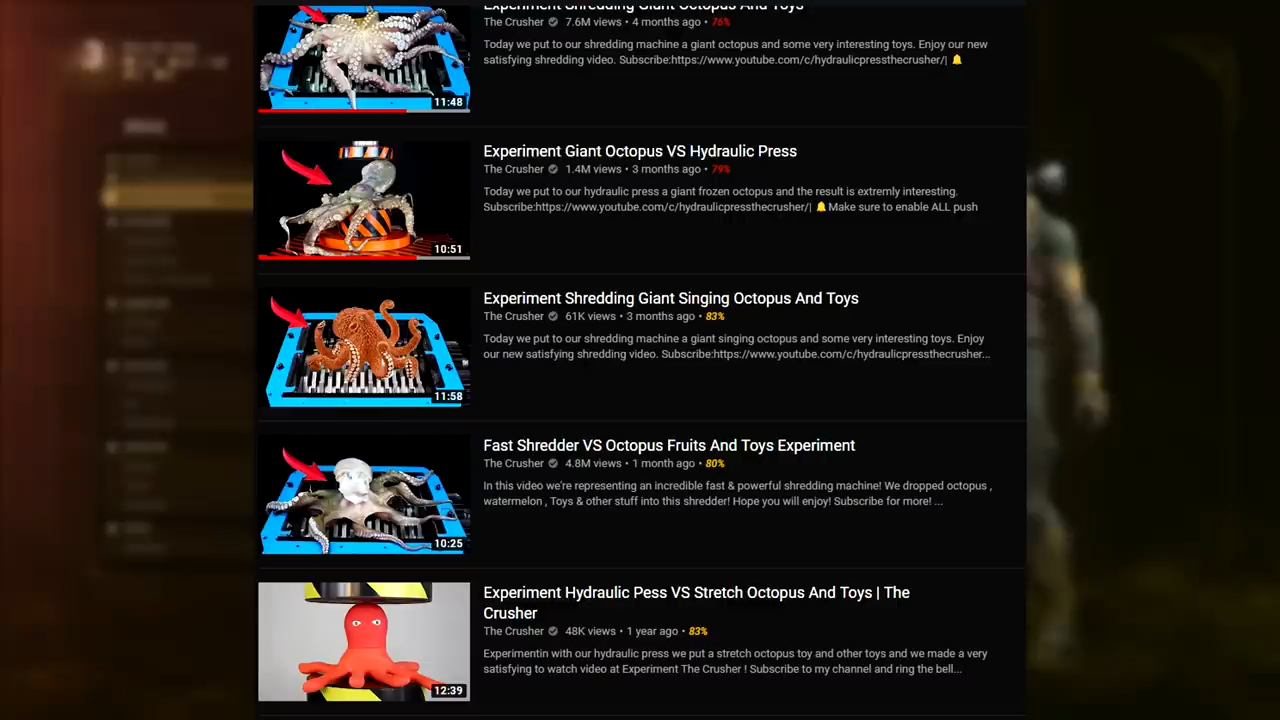 Experiment Shredding Giant Octopus And Toys
The Crusher 7.6M views • 4 months ago • 76%
Today we put to our shredding machine a giant octopus and some very interesting toys. Enjoy our new
satisfying shredding video. Subscribe:https://www.youtube.com/c/hydraulicpressthecrusher/| 🔔
11:48
Experiment Giant Octopus VS Hydraulic Press
The Crusher 1.4M views • 3 months ago • 79%
Today we put to our hydraulic press a giant frozen octopus and the result is extremly interesting.
Subscribe:https://www.youtube.com/c/hydraulicpressthecrusher/| 🔔Make sure to enable ALL push
10:51
Experiment Shredding Giant Singing Octopus And Toys
The Crusher 61K views • 3 months ago • 83%
Today we put to our shredding machine a giant singing octopus and some very interesting toys. Enjoy
our new satisfying shredding video. Subscribe:https://www.youtube.com/c/hydraulicpressthecrusher...
11:58
Fast Shredder VS Octopus Fruits And Toys Experiment
The Crusher 4.8M views • 1 month ago • 80%
In this video we're representing an incredible fast & powerful shredding machine! We dropped octopus ,
watermelon , Toys & other stuff into this shredder! Hope you will enjoy! Subscribe for more! ...
10:25
Experiment Hydraulic Pess VS Stretch Octopus And Toys | The
Crusher
The Crusher 48K views • 1 year ago • 83%
Experimentin with our hydraulic press we put a stretch octopus toy and other toys and we made a very
satisfying to watch video at Experiment The Crusher ! Subscribe to my channel and ring the bell...
12:39